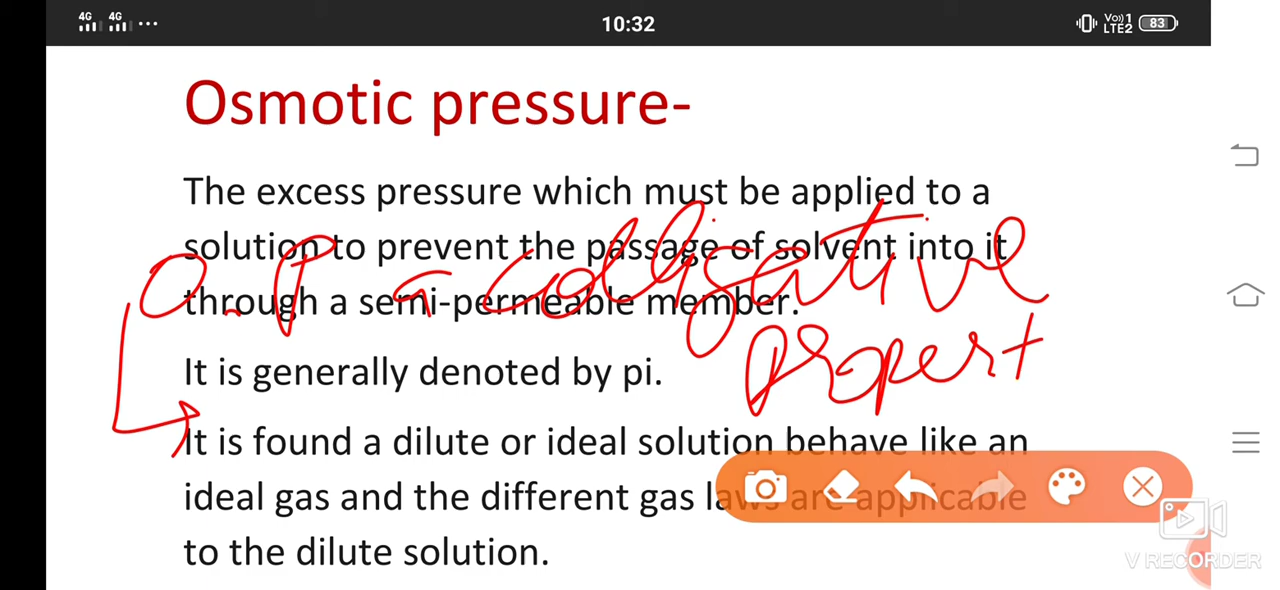 4G 4G ... 10:32 Vo)) 1 LTE2 83
Osmotic pressure-
The excess pressure which must be applied to a
solution to prevent the passage of solvent into it
through a semi-permeable member.
O.P a colligative
propert
It is generally denoted by pi.
It is found a dilute or ideal solution behave like an
ideal gas and the different gas laws are applicable
to the dilute solution.
V RECORDER